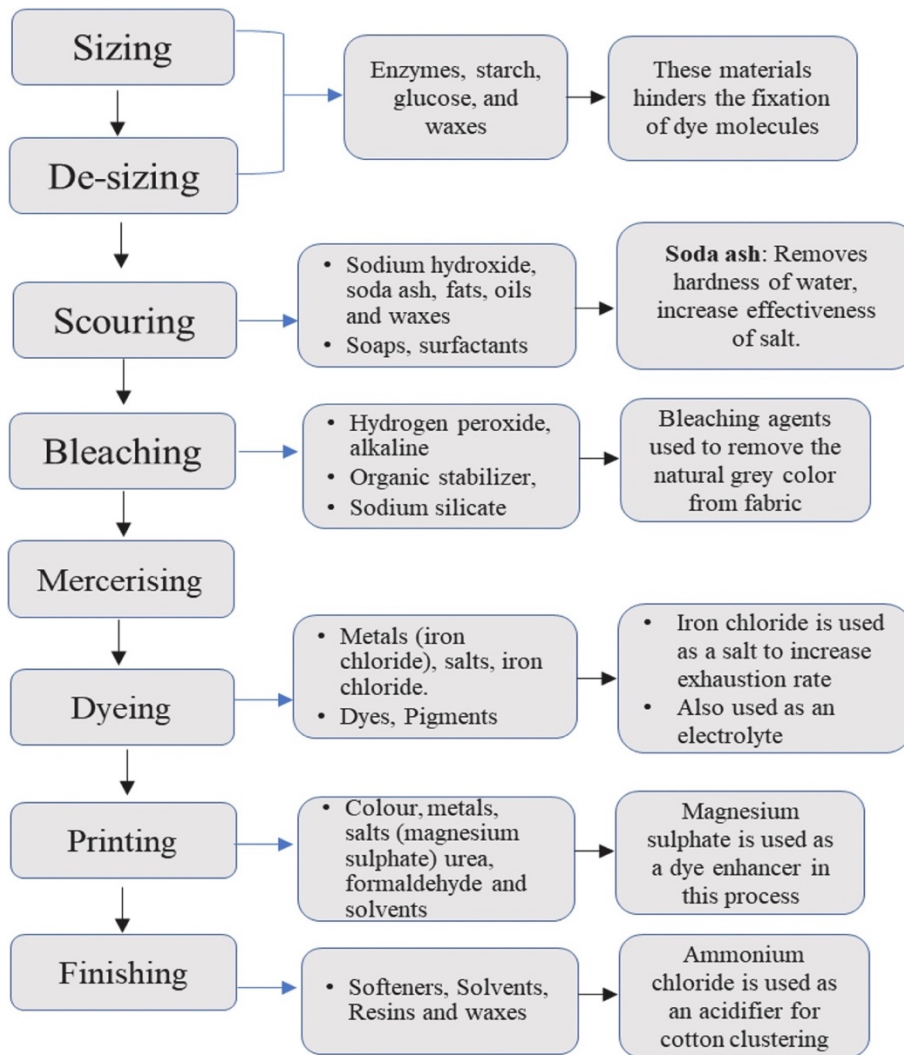 Sizing
Enzymes, starch,
glucose, and
waxes
These materials
hinders the fixation
of dye molecules
De-sizing
Scouring
• Sodium hydroxide,
soda ash, fats, oils
and waxes
• Soaps, surfactants
Soda ash: Removes
hardness of water,
increase effectiveness
of salt.
Bleaching
• Hydrogen peroxide,
alkaline
• Organic stabilizer,
• Sodium silicate
Bleaching agents
used to remove the
natural grey color
from fabric
Mercerising
Dyeing
• Metals (iron
chloride), salts, iron
chloride.
• Dyes, Pigments
• Iron chloride is used
as a salt to increase
exhaustion rate
• Also used as an
electrolyte
Printing
• Colour, metals,
salts (magnesium
sulphate) urea,
formaldehyde and
solvents
Magnesium
sulphate is used as
a dye enhancer in
this process
Finishing
• Softeners, Solvents,
Resins and waxes
Ammonium
chloride is used as
an acidifier for
cotton clustering